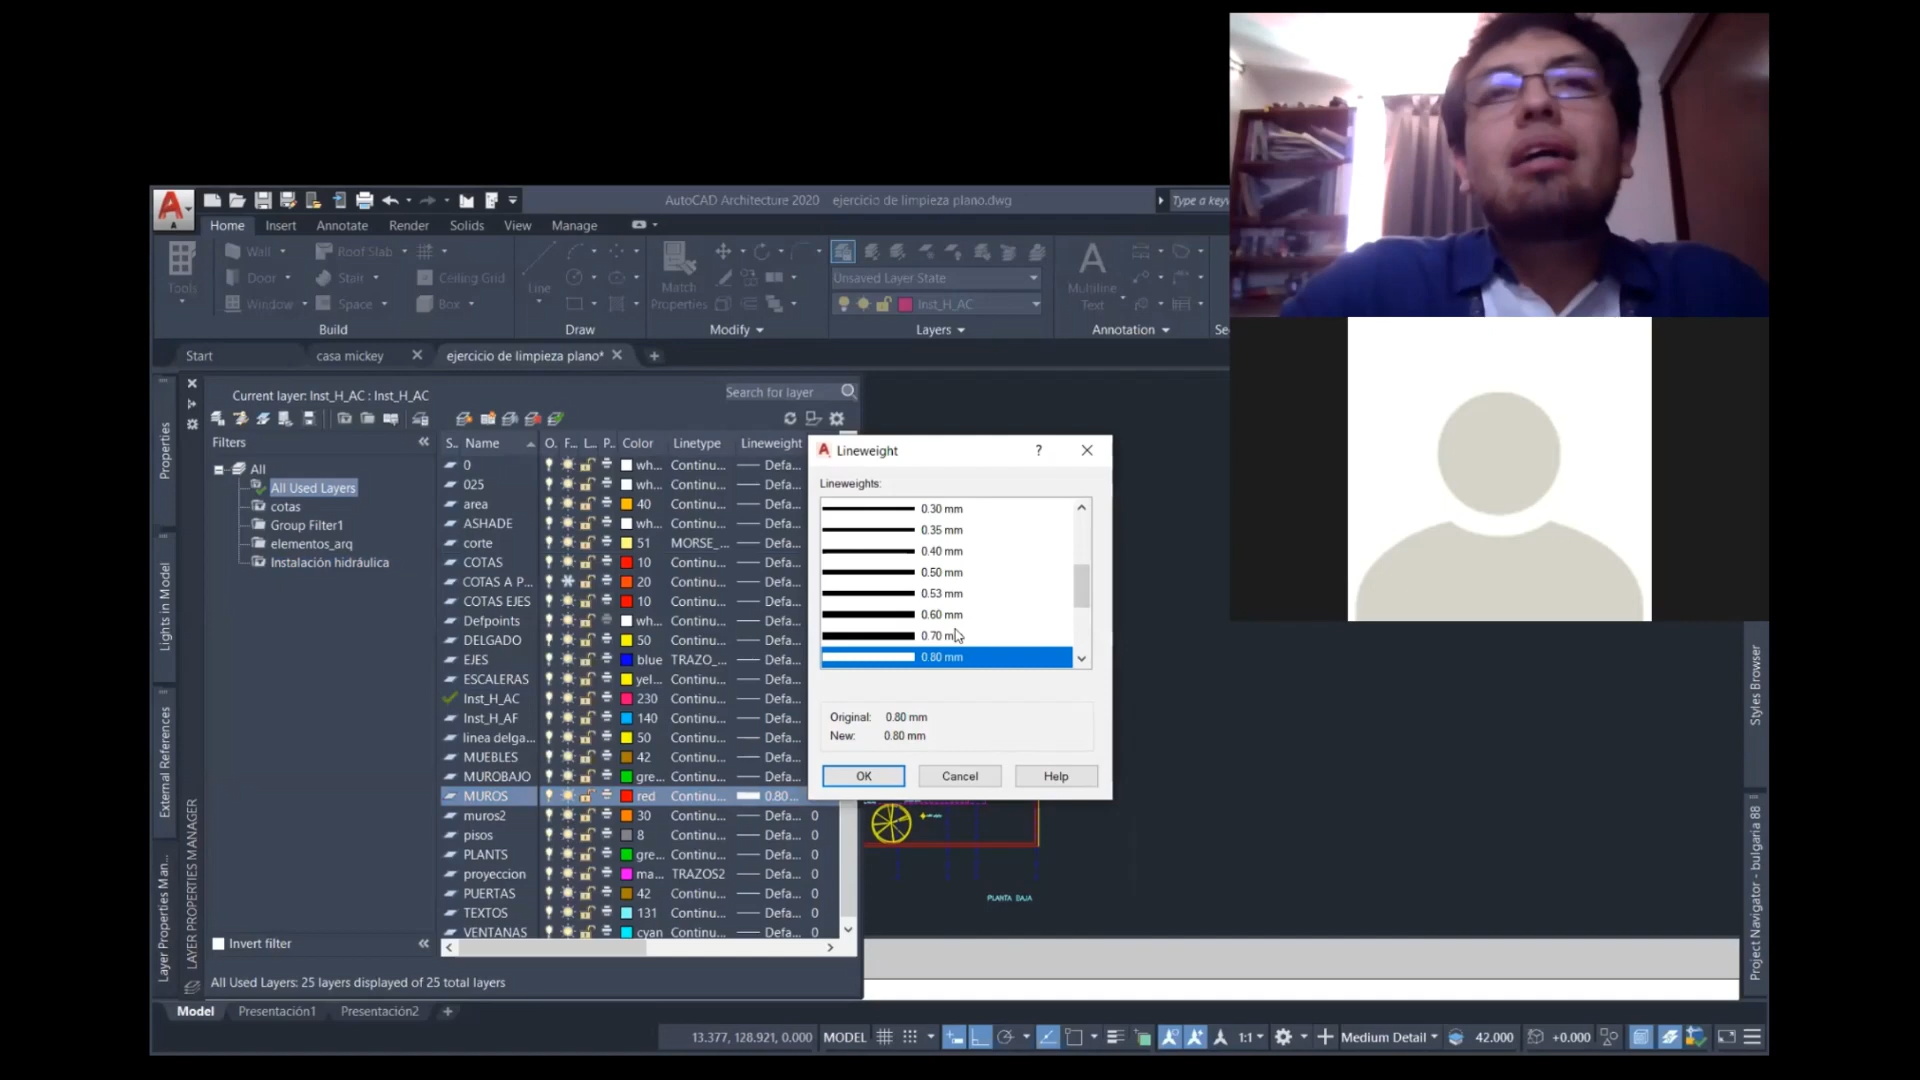 AutoCAD Architecture 2020 ejercicio de limpieza plano.dwg
Type a keyw
Home Insert Annotate Render Solids View Manage
Wall Roof Slab
Door Stair Ceiling Grid
Window Space Box
Tools
Line
Match Properties
Unsaved Layer State
Inst_H_AC
Multiline Text
Build Draw Modify Layers Annotation Se
Start casa mickey ejercicio de limpieza plano*
Current layer: Inst_H_AC : Inst_H_AC
Search for layer
Filters
All
All Used Layers
cotas
Group Filter1
elementos_arq
Instalación hidráulica
Invert filter
S.. Name O. F... L... P.. Color Linetype Lineweight
0 wh... Continu... Defa...
025 wh... Continu... Defa...
area 40 Continu... Defa...
ASHADE wh... Continu... Defa...
corte 51 MORSE_... Defa...
COTAS 10 Continu... Defa...
COTAS A P... 20 Continu... Defa...
COTAS EJES 10 Continu... Defa...
Defpoints wh... Continu... Defa...
DELGADO 50 Continu... Defa...
EJES blue TRAZO_... Defa...
ESCALERAS yel... Continu... Defa...
Inst_H_AC 230 Continu... Defa...
Inst_H_AF 140 Continu... Defa...
linea delga... 50 Continu... Defa...
MUEBLES 42 Continu... Defa...
MUROBAJO gre... Continu... Defa...
MUROS red Continu... 0.80...
muros2 30 Continu... Defa... 0
pisos 8 Continu... Defa... 0
PLANTS gre... Continu... Defa... 0
proyeccion ma... TRAZOS2 Defa... 0
PUERTAS 42 Continu... Defa... 0
TEXTOS 131 Continu... Defa... 0
VENTANAS cyan Continu... Defa... 0
All Used Layers: 25 layers displayed of 25 total layers
Lineweight
Lineweights:
0.30 mm
0.35 mm
0.40 mm
0.50 mm
0.53 mm
0.60 mm
0.70 mm
0.80 mm
Original: 0.80 mm
New: 0.80 mm
OK Cancel Help
PLANTA BAJA
Properties
Lights in Model
External References
Layer Properties Man...
LAYER PROPERTIES MANAGER
Styles Browser
Project Navigator - bulgaria 88
Model Presentación1 Presentación2
13.377, 128.921, 0.000 MODEL 1:1 Medium Detail 42.000 +0.000